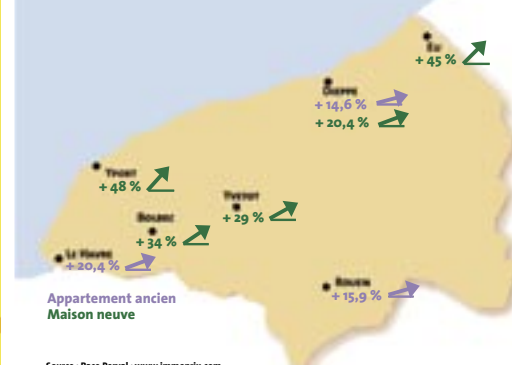 Eu
+ 45 %
Dieppe
+ 14,6 %
+ 20,4 %
Yport
+ 48 %
Yvetot
+ 29 %
Bolbec
+ 34 %
Le Havre
+ 20,4 %
Rouen
+ 15,9 %
Appartement ancien
Maison neuve